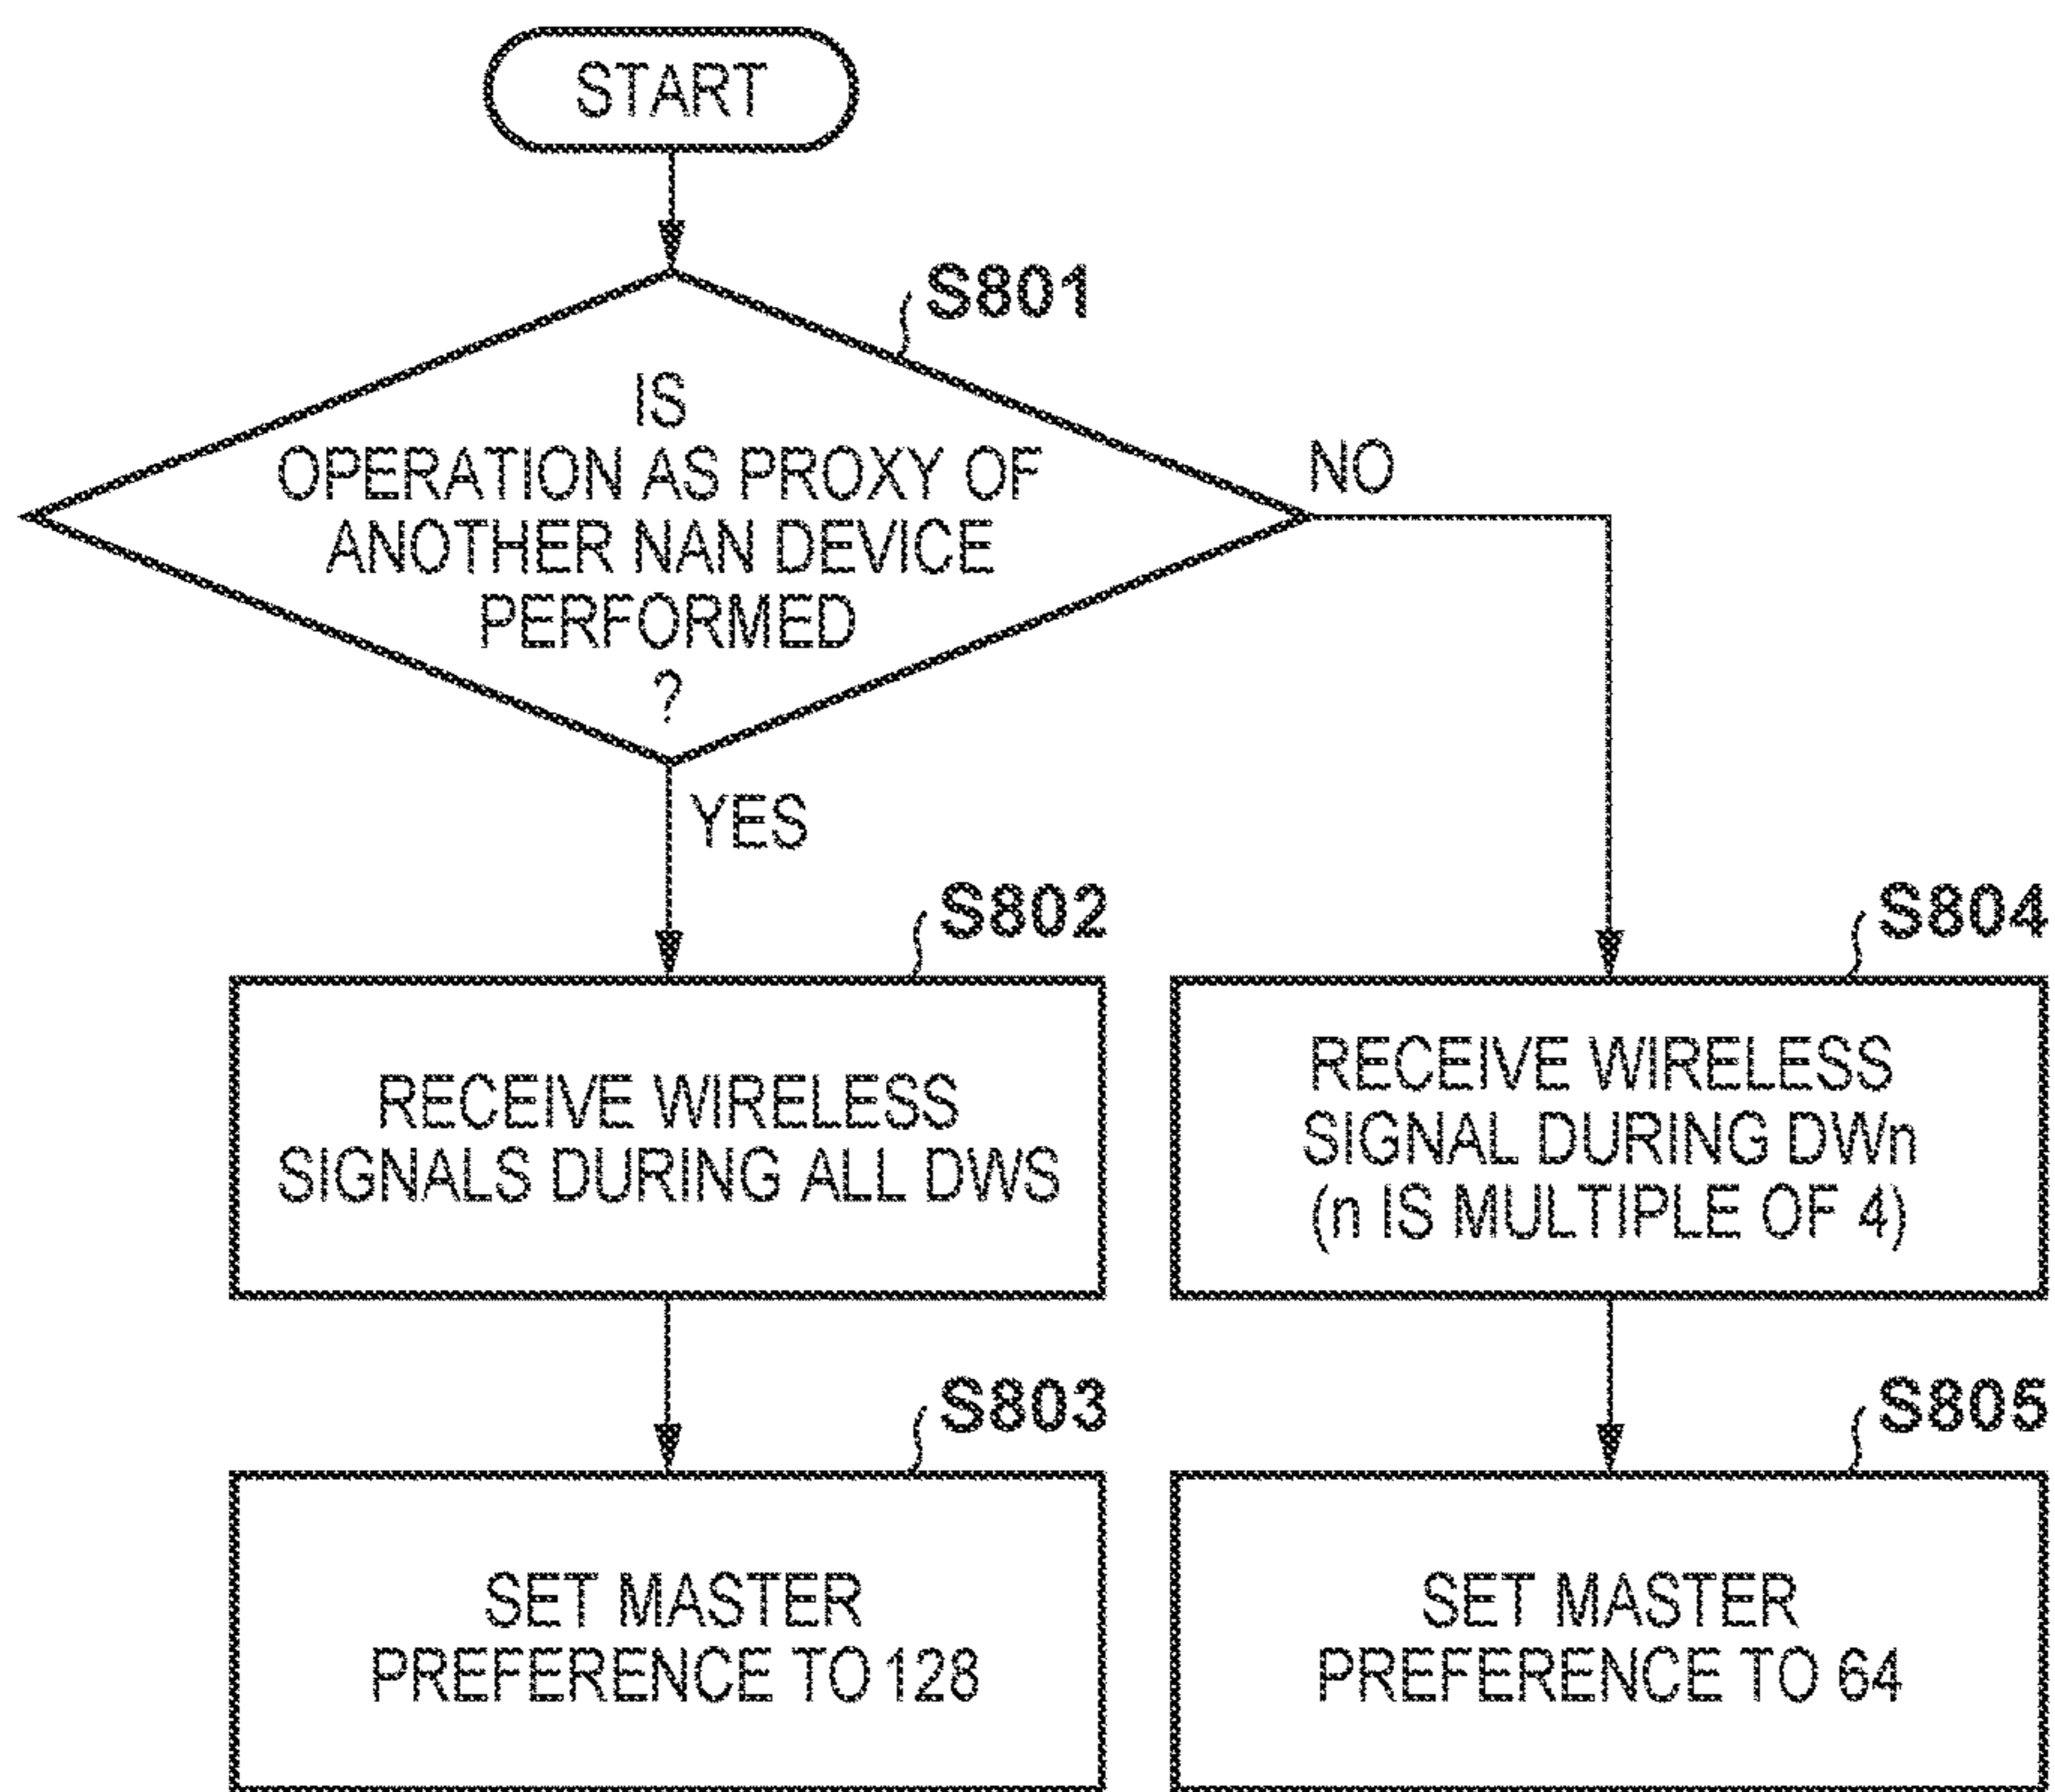 START
S801
IS
OPERATION AS PROXY OF
ANOTHER NAN DEVICE
PERFORMED
?
NO
YES
S802
RECEIVE WIRELESS
SIGNALS DURING ALL DWS
S804
RECEIVE WIRELESS
SIGNAL DURING DWn
(n IS MULTIPLE OF 4)
S803
SET MASTER
PREFERENCE TO 128
S805
SET MASTER
PREFERENCE TO 64